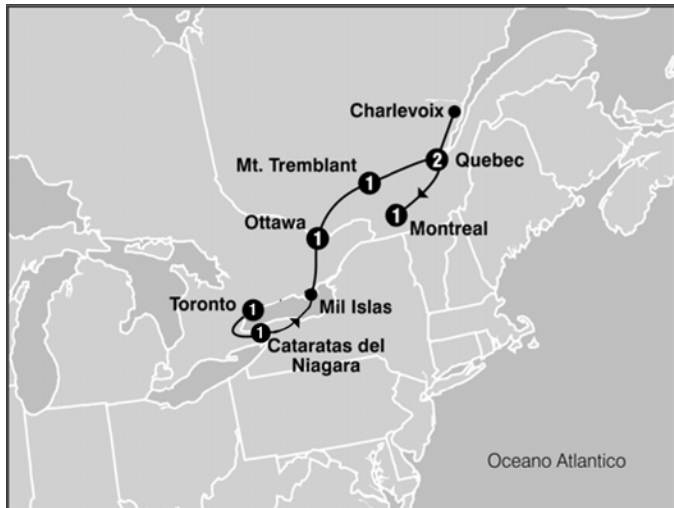 Charlevoix
2
Quebec
Mt. Tremblant
1
1
Montreal
Ottawa
1
Toronto
1
Mil Islas
1
Cataratas del
Niagara
Oceano Atlantico